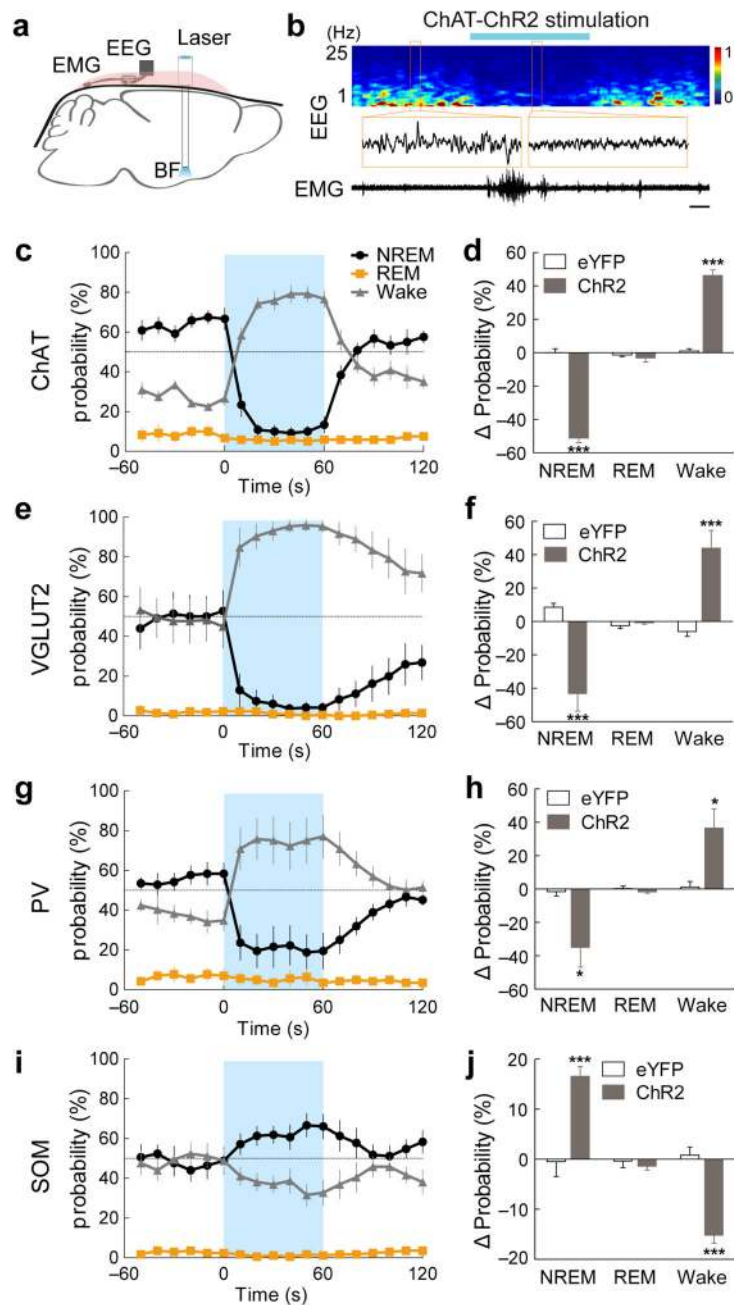 a
EMG
EEG
Laser
BF
b
ChAT-ChR2 stimulation
(Hz)
25
1
EEG
EMG
1
0
c
ChAT
probability (%)
100
80
60
40
20
0
−60
0
60
120
Time (s)
NREM
REM
Wake
d
Δ Probability (%)
60
40
20
0
−20
−40
−60
eYFP
ChR2
***
***
NREM
REM
Wake
e
VGLUT2
probability (%)
100
80
60
40
20
0
−60
0
60
120
Time (s)
f
Δ Probability (%)
60
40
20
0
−20
−40
−60
eYFP
ChR2
***
***
NREM
REM
Wake
g
PV
probability (%)
100
80
60
40
20
0
−60
0
60
120
Time (s)
h
Δ Probability (%)
60
40
20
0
−20
−40
−60
eYFP
ChR2
*
*
NREM
REM
Wake
i
SOM
probability (%)
100
80
60
40
20
0
−60
0
60
120
Time (s)
j
Δ Probability (%)
20
10
0
−10
−20
***
eYFP
ChR2
***
NREM
REM
Wake